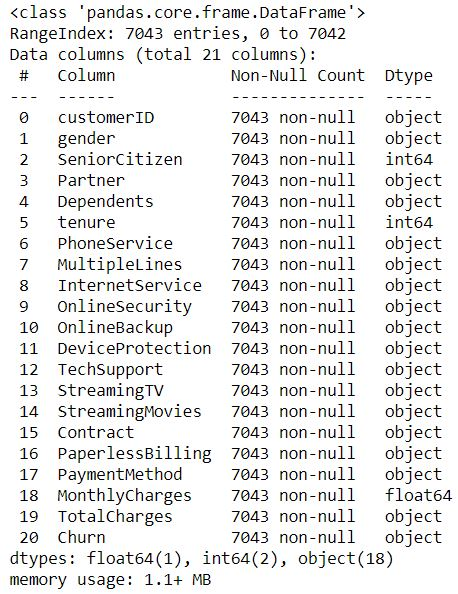 <class 'pandas.core.frame.DataFrame'>
RangeIndex: 7043 entries, 0 to 7042
Data columns (total 21 columns):
 #   Column            Non-Null Count  Dtype
---  ------            --------------  -----
 0   customerID        7043 non-null   object
 1   gender            7043 non-null   object
 2   SeniorCitizen     7043 non-null   int64
 3   Partner           7043 non-null   object
 4   Dependents        7043 non-null   object
 5   tenure            7043 non-null   int64
 6   PhoneService      7043 non-null   object
 7   MultipleLines     7043 non-null   object
 8   InternetService   7043 non-null   object
 9   OnlineSecurity    7043 non-null   object
 10  OnlineBackup      7043 non-null   object
 11  DeviceProtection  7043 non-null   object
 12  TechSupport       7043 non-null   object
 13  StreamingTV       7043 non-null   object
 14  StreamingMovies   7043 non-null   object
 15  Contract          7043 non-null   object
 16  PaperlessBilling  7043 non-null   object
 17  PaymentMethod     7043 non-null   object
 18  MonthlyCharges    7043 non-null   float64
 19  TotalCharges      7043 non-null   object
 20  Churn             7043 non-null   object
dtypes: float64(1), int64(2), object(18)
memory usage: 1.1+ MB